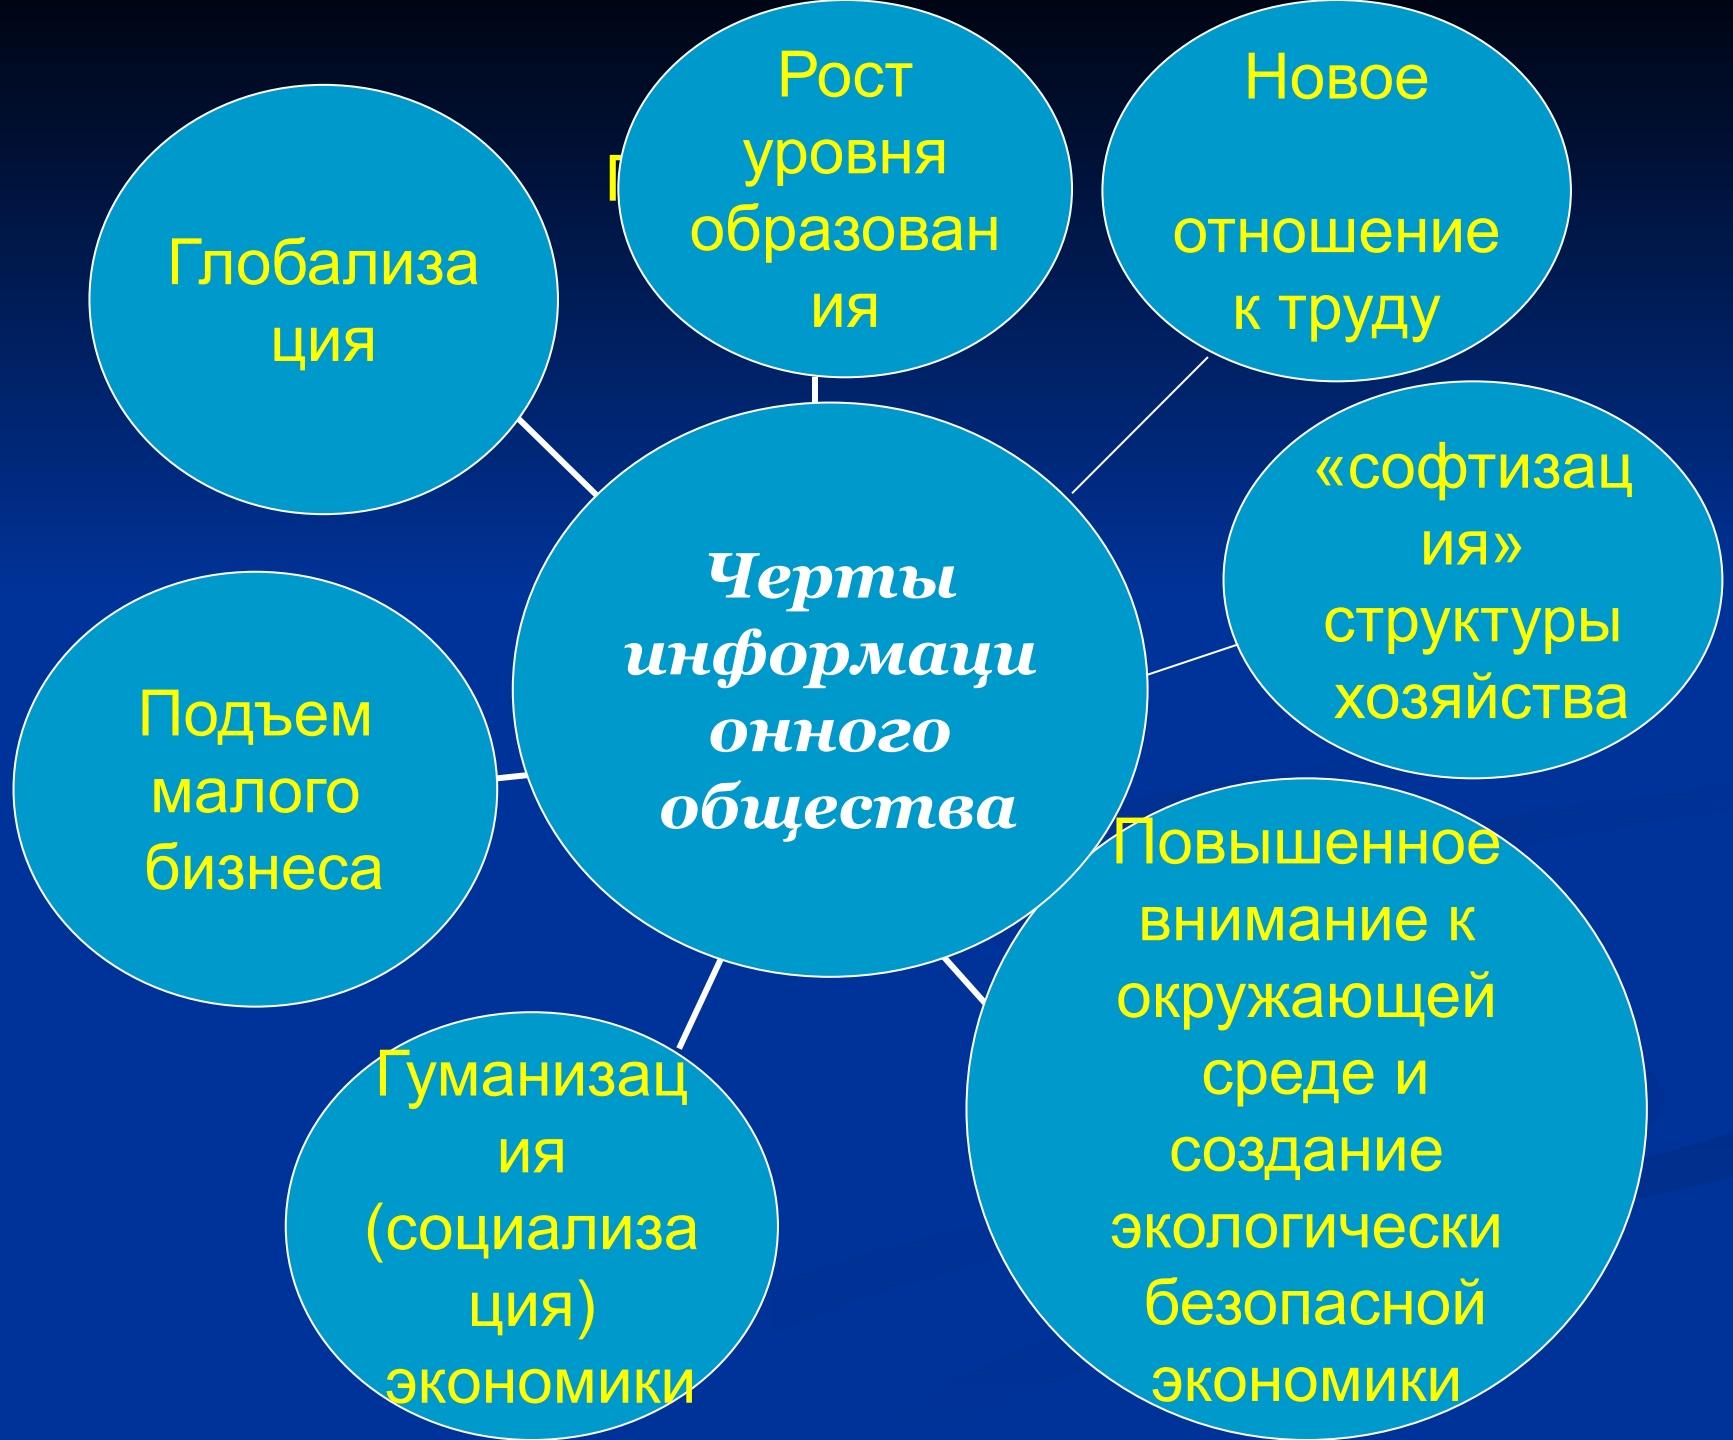 Рост
уровня
образован
ия
Новое
отношение
к труду
Глобализа
ция
«софтизац
ия»
структуры
хозяйства
Черты
информаци
онного
общества
Подъем
малого
бизнеса
Повышенное
внимание к
окружающей
среде и
создание
экологически
безопасной
экономики
Гуманизац
ия
(социализа
ция)
экономики